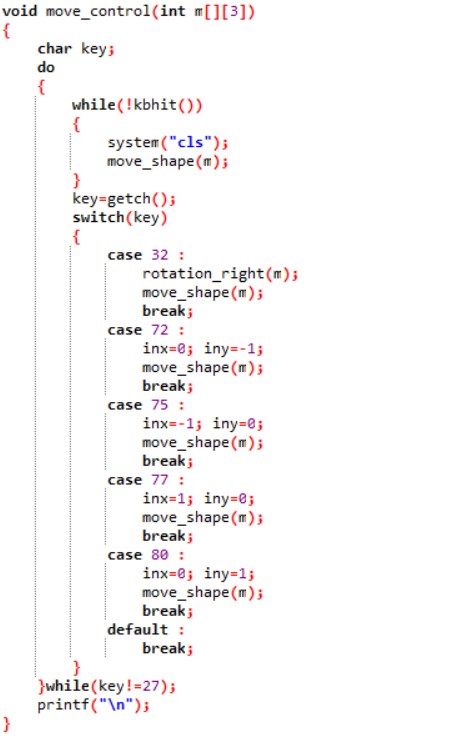 void move_control(int m[][3])
{
    char key;
    do
    {
        while(!kbhit())
        {
            system("cls");
            move_shape(m);
        }
        key=getch();
        switch(key)
        {
            case 32 :
                rotation_right(m);
                move_shape(m);
                break;
            case 72 :
                inx=0; iny=-1;
                move_shape(m);
                break;
            case 75 :
                inx=-1; iny=0;
                move_shape(m);
                break;
            case 77 :
                inx=1; iny=0;
                move_shape(m);
                break;
            case 80 :
                inx=0; iny=1;
                move_shape(m);
                break;
            default :
                break;
        }
    }while(key!=27);
    printf("\n");
}